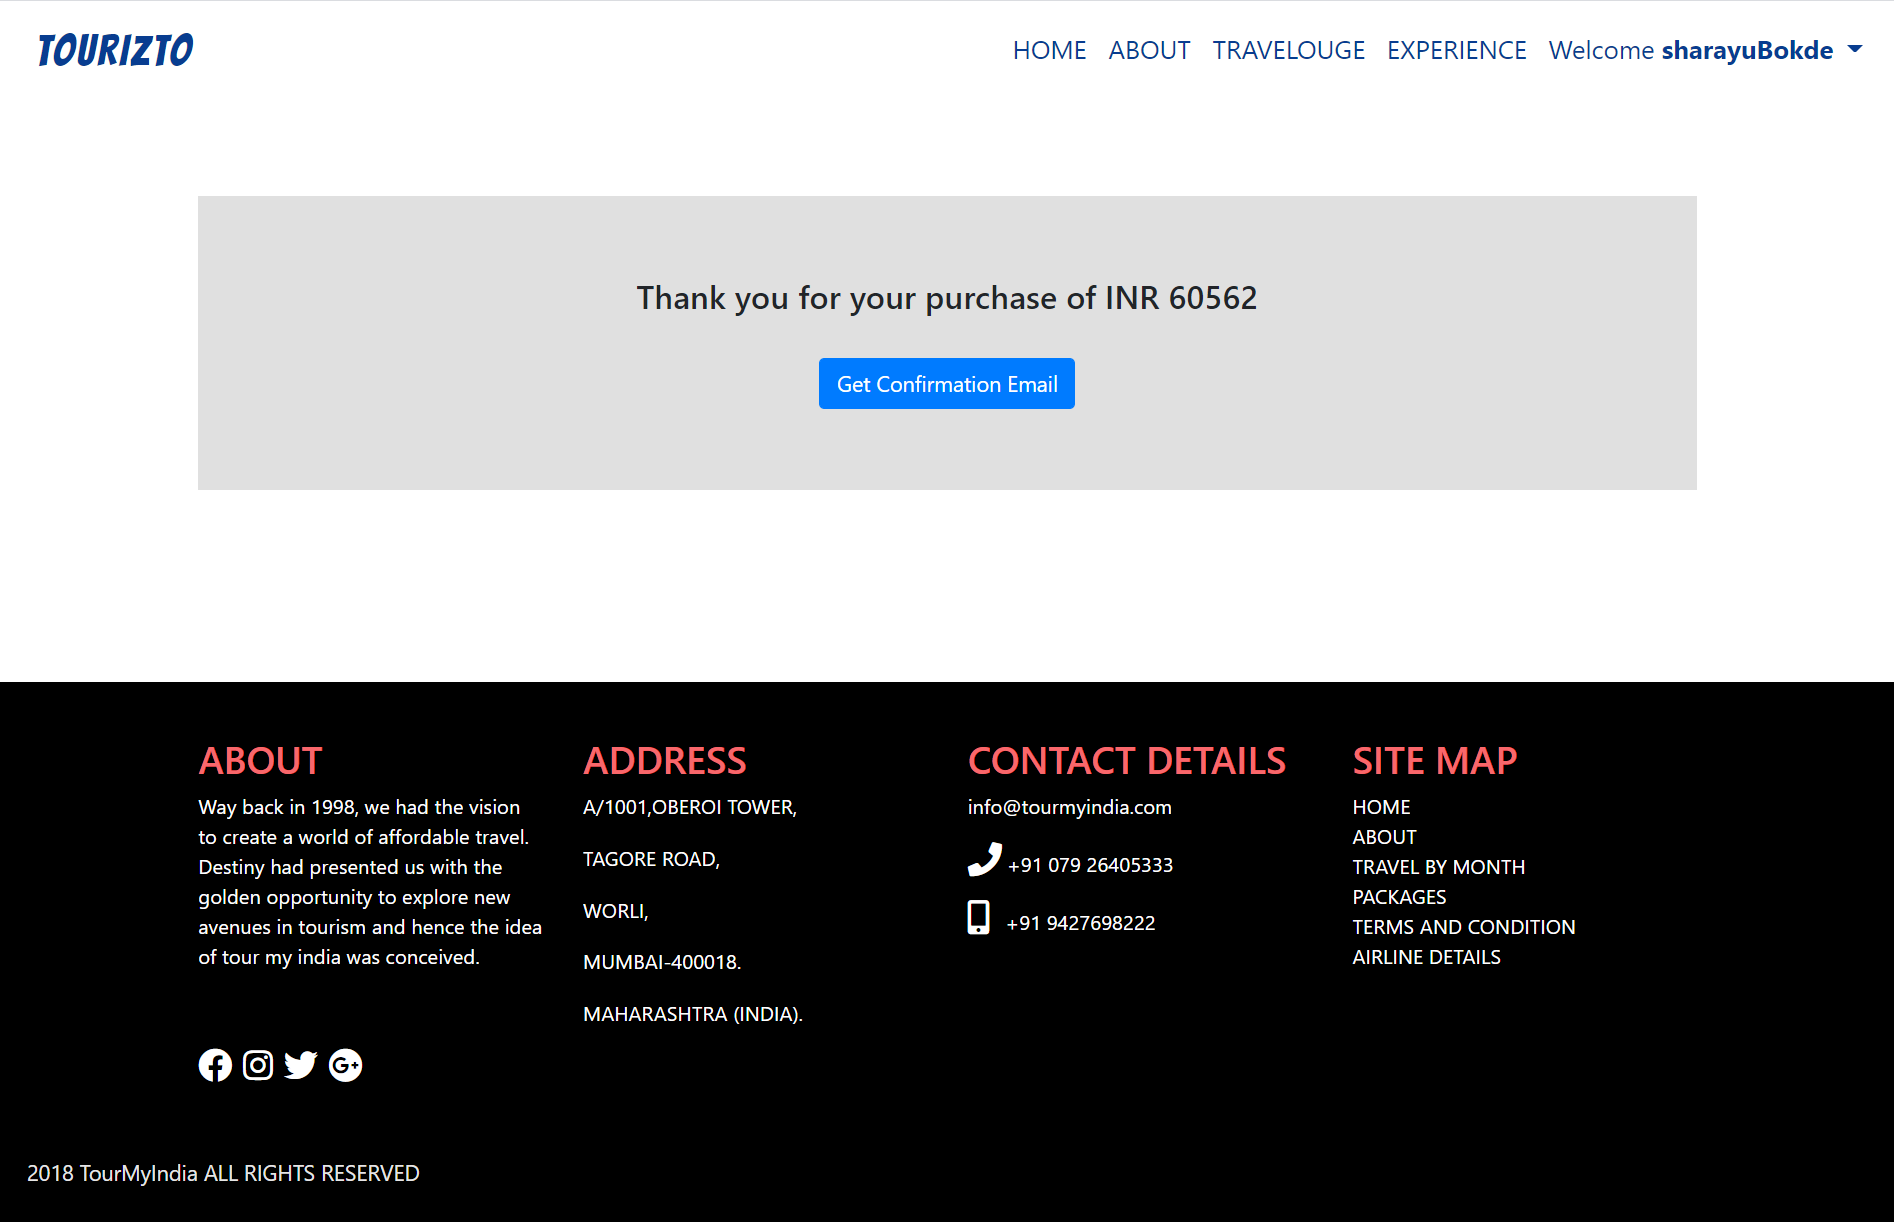 TOURIZTO
HOME ABOUT TRAVELOUGE EXPERIENCE Welcome sharayuBokde
Thank you for your purchase of INR 60562
Get Confirmation Email
ABOUT
Way back in 1998, we had the vision
to create a world of affordable travel.
Destiny had presented us with the
golden opportunity to explore new
avenues in tourism and hence the idea
of tour my india was conceived.
ADDRESS
A/1001,OBEROI TOWER,
TAGORE ROAD,
WORLI,
MUMBAI-400018.
MAHARASHTRA (INDIA).
CONTACT DETAILS
info@tourmyindia.com
+91 079 26405333
+91 9427698222
SITE MAP
HOME
ABOUT
TRAVEL BY MONTH
PACKAGES
TERMS AND CONDITION
AIRLINE DETAILS
2018 TourMyIndia ALL RIGHTS RESERVED